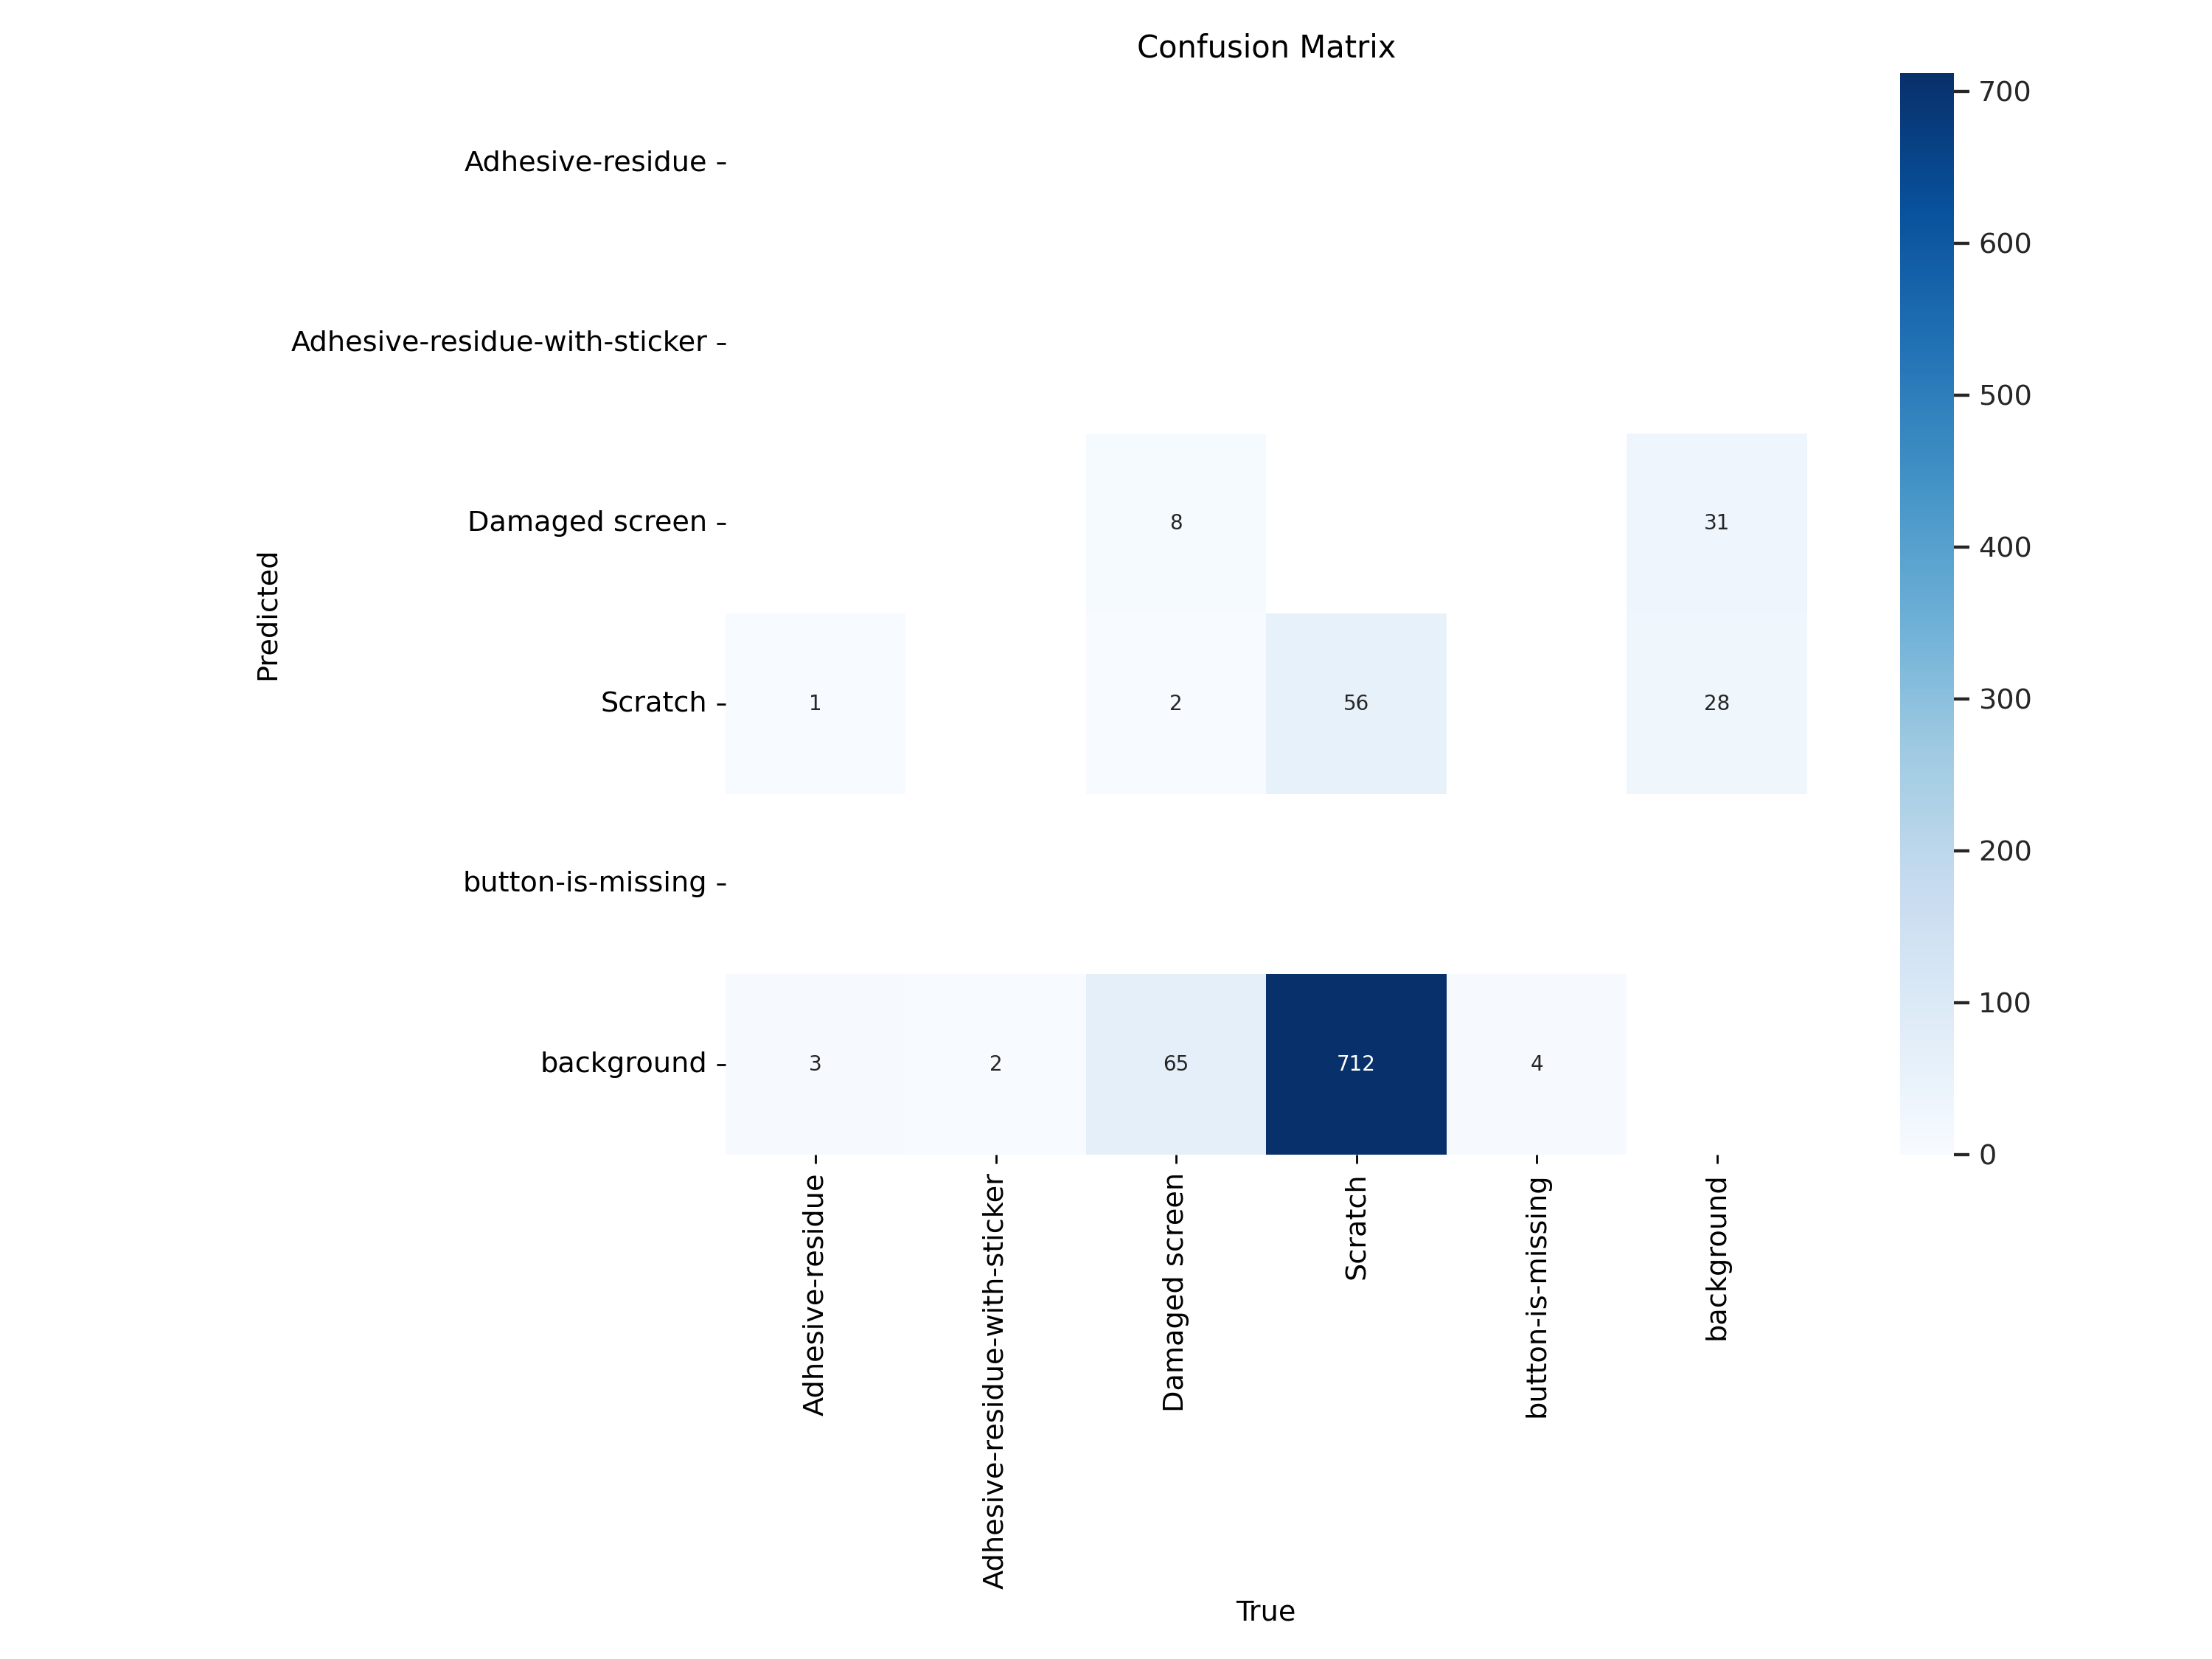 Confusion Matrix
Predicted
Adhesive-residue
Adhesive-residue-with-sticker
Damaged screen
8
31
Scratch
1
2
56
28
button-is-missing
background
3
2
65
712
4
Adhesive-residue
Adhesive-residue-with-sticker
Damaged screen
Scratch
button-is-missing
background
True
700
600
500
400
300
200
100
0